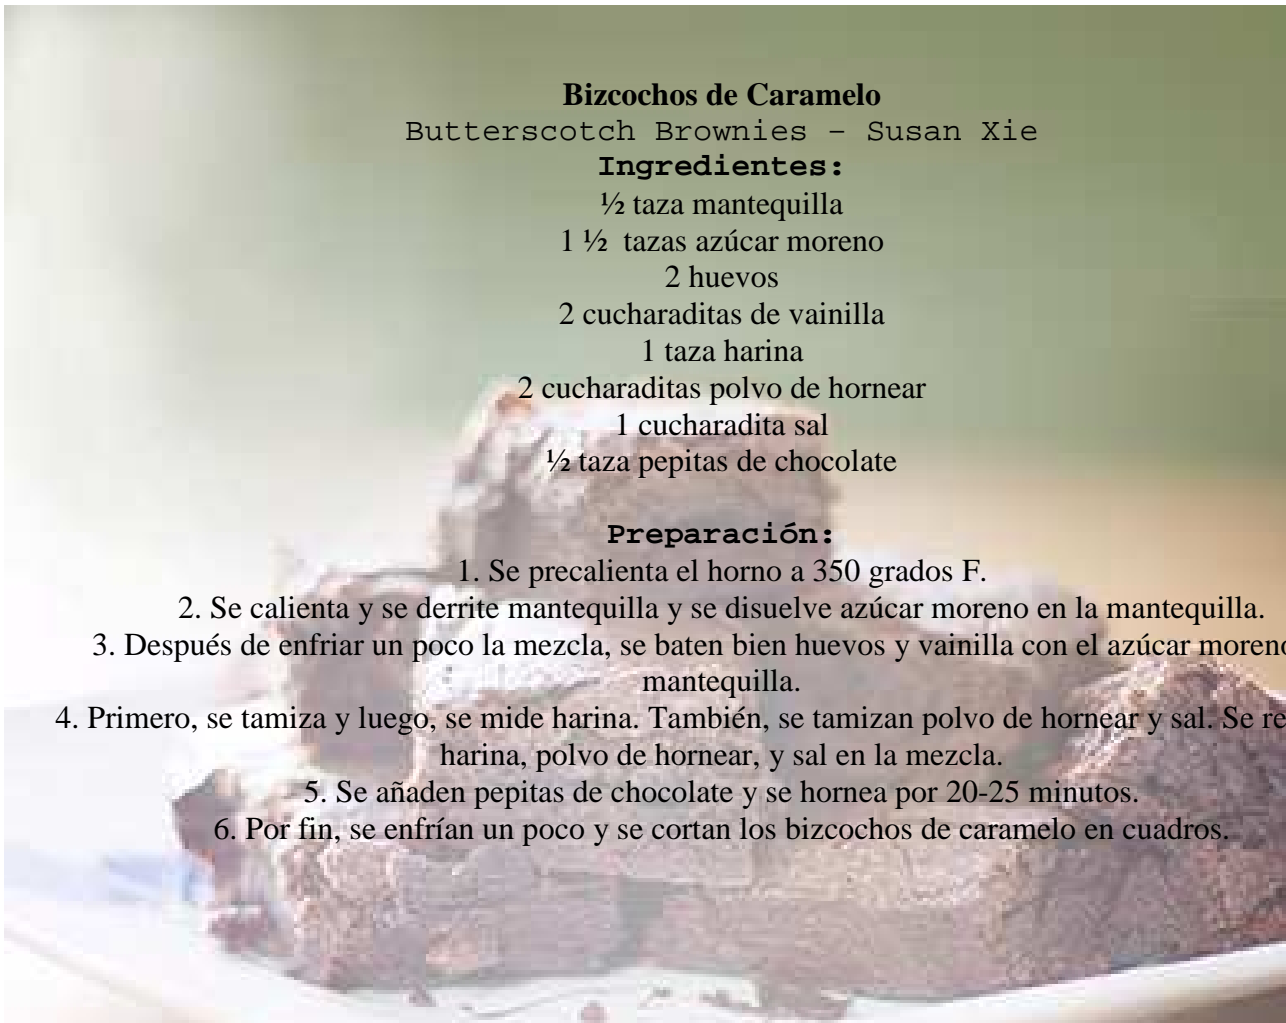 Bizcochos de Caramelo
Butterscotch Brownies – Susan Xie
Ingredientes:
½ taza mantequilla
1 ½ tazas azúcar moreno
2 huevos
2 cucharaditas de vainilla
1 taza harina
2 cucharaditas polvo de hornear
1 cucharadita sal
½ taza pepitas de chocolate
Preparación:
1. Se precalienta el horno a 350 grados F.
2. Se calienta y se derrite mantequilla y se disuelve azúcar moreno en la mantequilla.
3. Después de enfriar un poco la mezcla, se baten bien huevos y vainilla con el azúcar moreno
mantequilla.
4. Primero, se tamiza y luego, se mide harina. También, se tamizan polvo de hornear y sal. Se
harina, polvo de hornear, y sal en la mezcla.
5. Se añaden pepitas de chocolate y se hornea por 20-25 minutos.
6. Por fin, se enfrían un poco y se cortan los bizcochos de caramelo en cuadros.